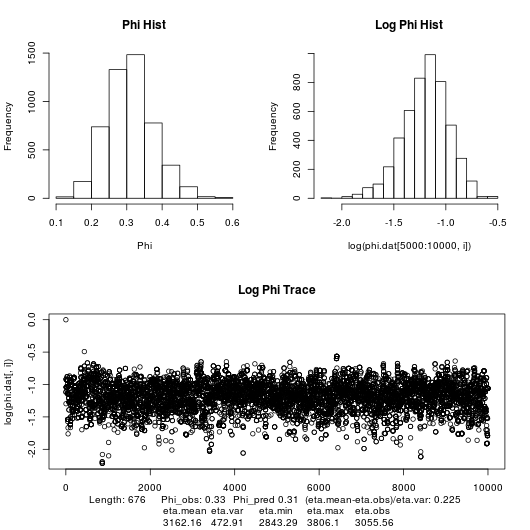 Phi Hist
Log Phi Hist
Frequency
0 500 1000 1500
0.1 0.2 0.3 0.4 0.5 0.6
Phi
Frequency
0 200 400 600 800
-2.0 -1.5 -1.0 -0.5
log(phi.dat[5000:10000, i])
Log Phi Trace
log(phi.dat[, i])
0.0 -0.5 -1.0 -1.5 -2.0
0 2000 4000 6000 8000 10000
Length: 676 Phi_obs: 0.33 Phi_pred 0.31 (eta.mean-eta.obs)/eta.var: 0.225
eta.mean eta.var eta.min eta.max eta.obs
3162.16 472.91 2843.29 3806.1 3055.56